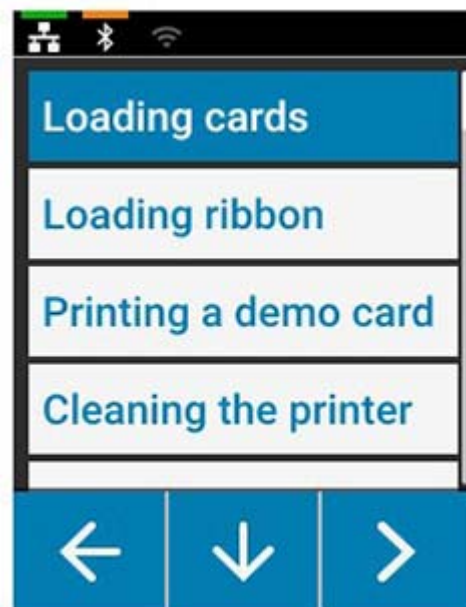 Loading cards
Loading ribbon
Printing a demo card
Cleaning the printer